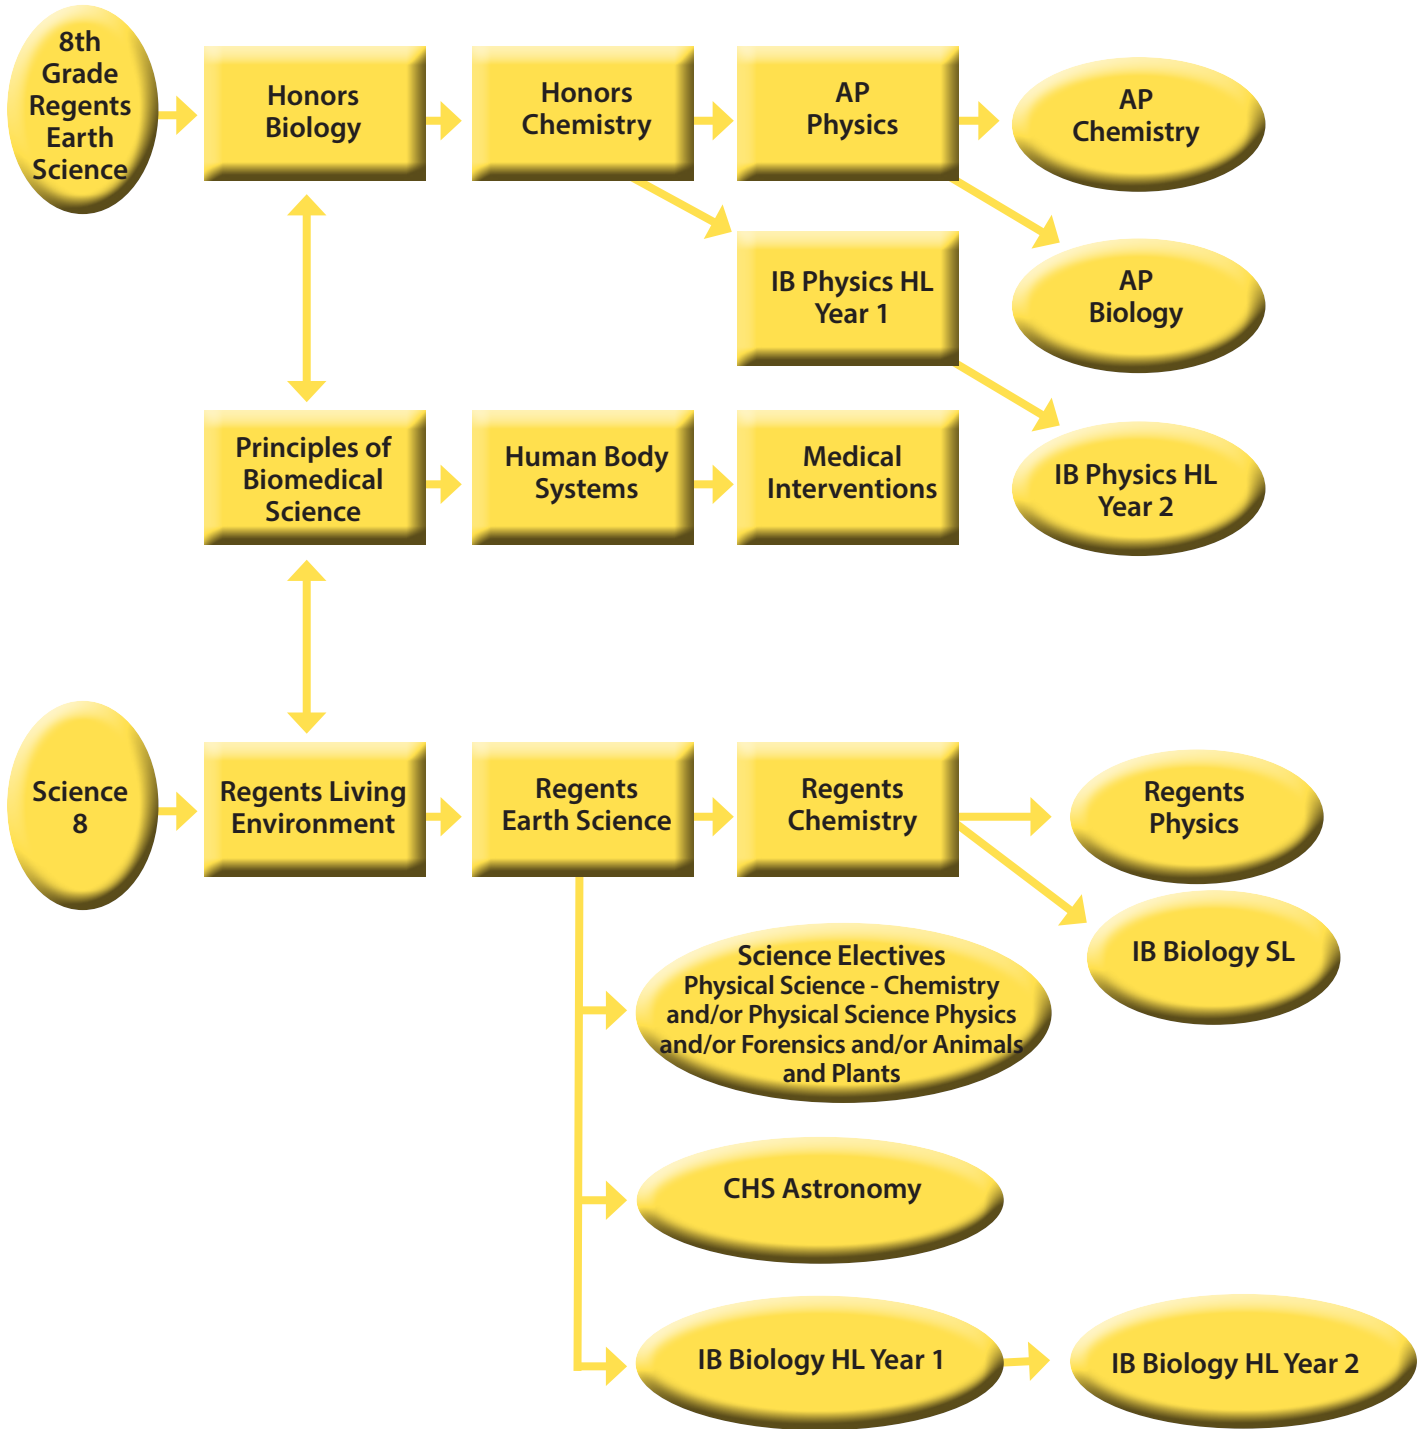 8th
Grade
Regents
Earth
Science
Honors
Biology
Honors
Chemistry
AP
Physics
AP
Chemistry
IB Physics HL
Year 1
AP
Biology
Principles of
Biomedical
Science
Human Body
Systems
Medical
Interventions
IB Physics HL
Year 2
Science
8
Regents Living
Environment
Regents
Earth Science
Regents
Chemistry
Regents
Physics
IB Biology SL
Science Electives
Physical Science - Chemistry
and/or Physical Science Physics
and/or Forensics and/or Animals
and Plants
CHS Astronomy
IB Biology HL Year 1
IB Biology HL Year 2